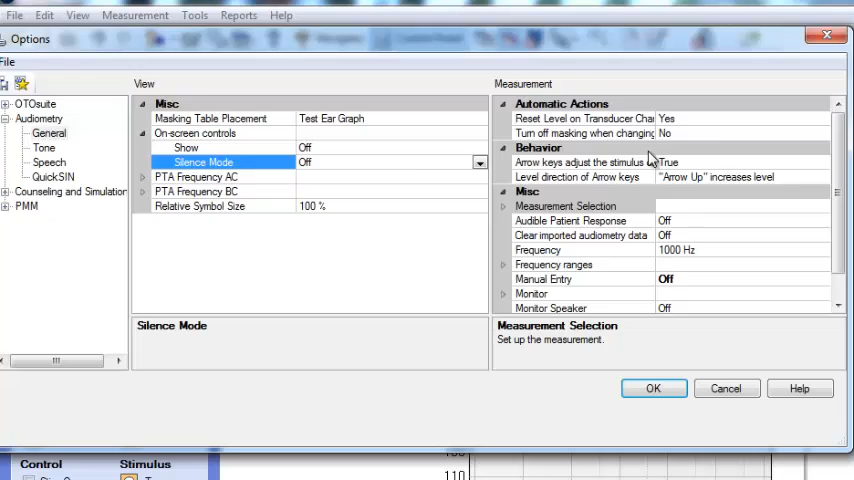 File Edit View Measurement Tools Reports Help
Options
File
View
Measurement
OTOsuite
Audiometry
General
Tone
Speech
QuickSIN
Counseling and Simulation
PMM
Misc
Masking Table Placement Test Ear Graph
On-screen controls
Show Off
Silence Mode Off
PTA Frequency AC
PTA Frequency BC
Relative Symbol Size 100 %
Silence Mode
Automatic Actions
Reset Level on Transducer Char Yes
Turn off masking when changing No
Behavior
Arrow keys adjust the stimulus True
Level direction of Arrow keys "Arrow Up" increases level
Misc
Measurement Selection
Audible Patient Response Off
Clear imported audiometry data Off
Frequency 1000 Hz
Frequency ranges
Manual Entry Off
Monitor
Monitor Speaker Off
Measurement Selection
Set up the measurement.
OK Cancel Help
Control Stimulus
110